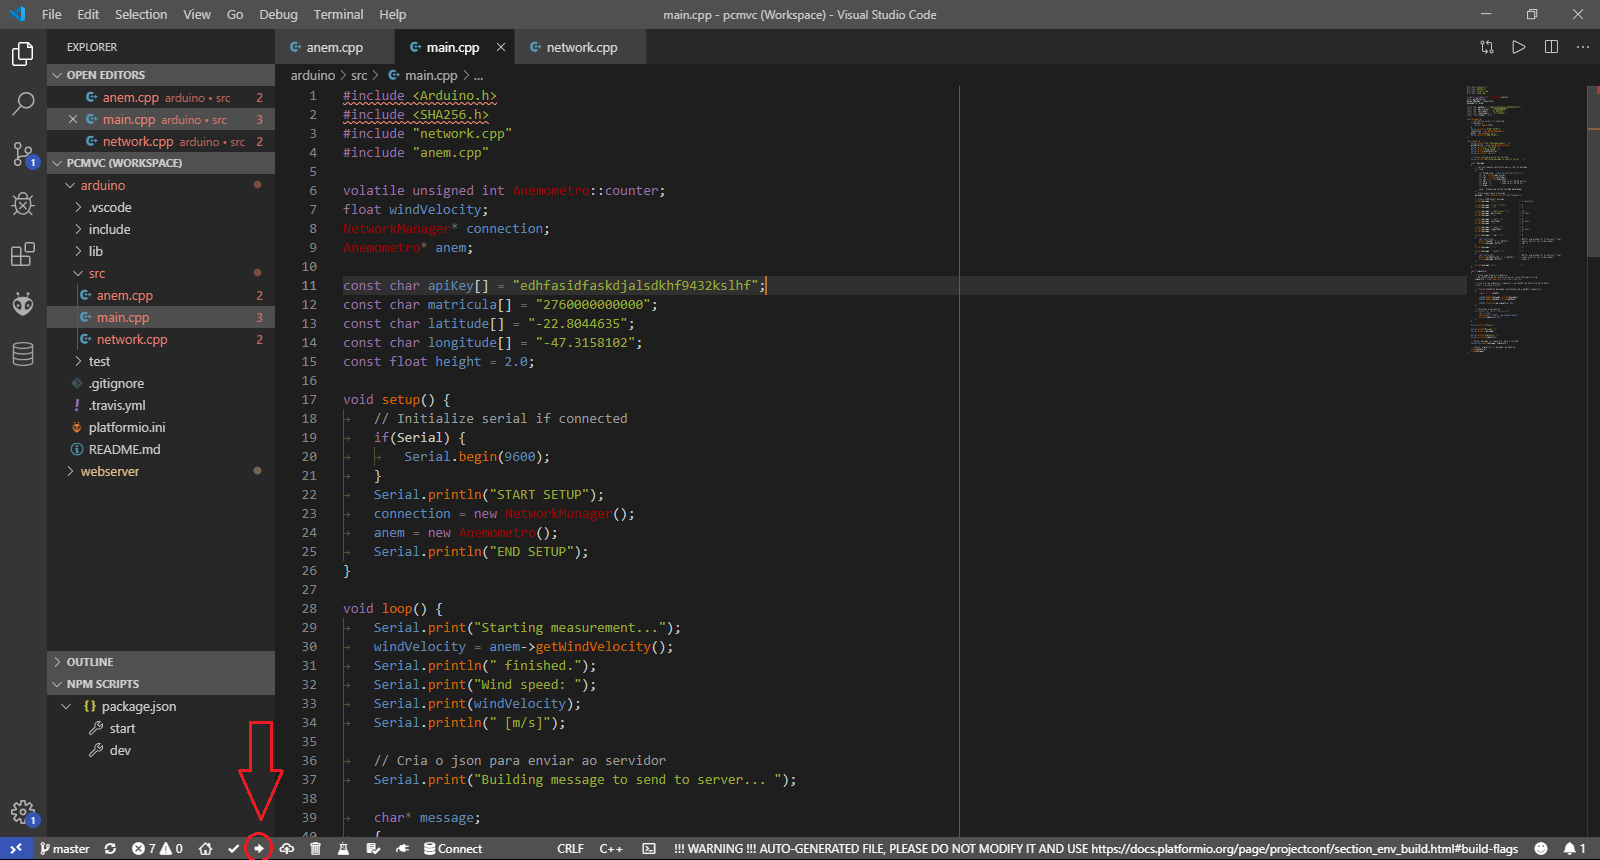 File Edit Selection View Go Debug Terminal Help
main.cpp - pcmvc (Workspace) - Visual Studio Code
EXPLORER
OPEN EDITORS
anem.cpp arduino • src 2
main.cpp arduino • src 3
network.cpp arduino • src 2
PCMVC (WORKSPACE)
arduino
.vscode
include
lib
src
anem.cpp 2
main.cpp 3
network.cpp 2
test
.gitignore
.travis.yml
platformio.ini
README.md
webserver
OUTLINE
NPM SCRIPTS
package.json
start
dev
1
1
anem.cpp main.cpp network.cpp
arduino > src > main.cpp > ...
1 #include <Arduino.h>
2 #include <SHA256.h>
3 #include "network.cpp"
4 #include "anem.cpp"
5
6 volatile unsigned int Anemometro::counter;
7 float windVelocity;
8 NetworkManager* connection;
9 Anemometro* anem;
10
11 const char apiKey[] = "edhfasidfaskdjalsdkhf9432kslhf";
12 const char matricula[] = "2760000000000";
13 const char latitude[] = "-22.8044635";
14 const char longitude[] = "-47.3158102";
15 const float height = 2.0;
16
17 void setup() {
18 // Initialize serial if connected
19 if(Serial) {
20 Serial.begin(9600);
21 }
22 Serial.println("START SETUP");
23 connection = new NetworkManager();
24 anem = new Anemometro();
25 Serial.println("END SETUP");
26 }
27
28 void loop() {
29 Serial.print("Starting measurement...");
30 windVelocity = anem->getWindVelocity();
31 Serial.println(" finished.");
32 Serial.print("Wind speed: ");
33 Serial.print(windVelocity);
34 Serial.println(" [m/s]");
35
36 // Cria o json para enviar ao servidor
37 Serial.print("Building message to send to server... ");
38
39 char* message;
40 {
master 7 0 Connect CRLF C++ !!! WARNING !!! AUTO-GENERATED FILE, PLEASE DO NOT MODIFY IT AND USE https://docs.platformio.org/page/projectconf/section_env_build.html#build-flags 1